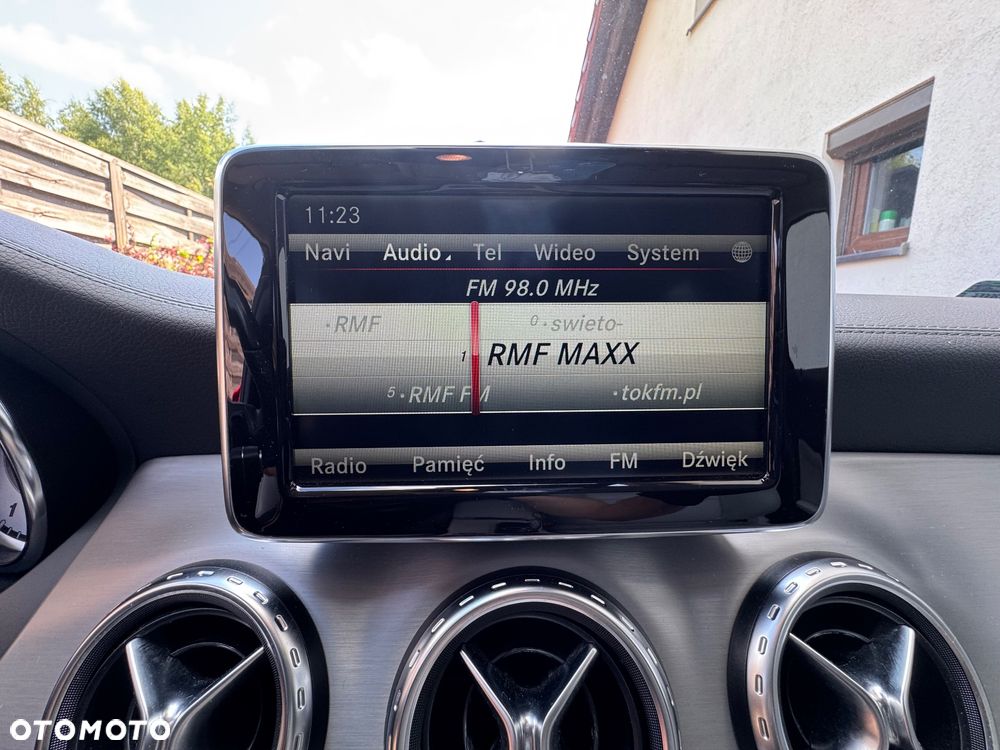 11:23
Navi Audio Tel Wideo System
FM 98.0 MHz
·RMF 0·swieto-
1 RMF MAXX
5·RMF FM ·tokfm.pl
Radio Pamięć Info FM Dźwięk
1
OTOMOTO